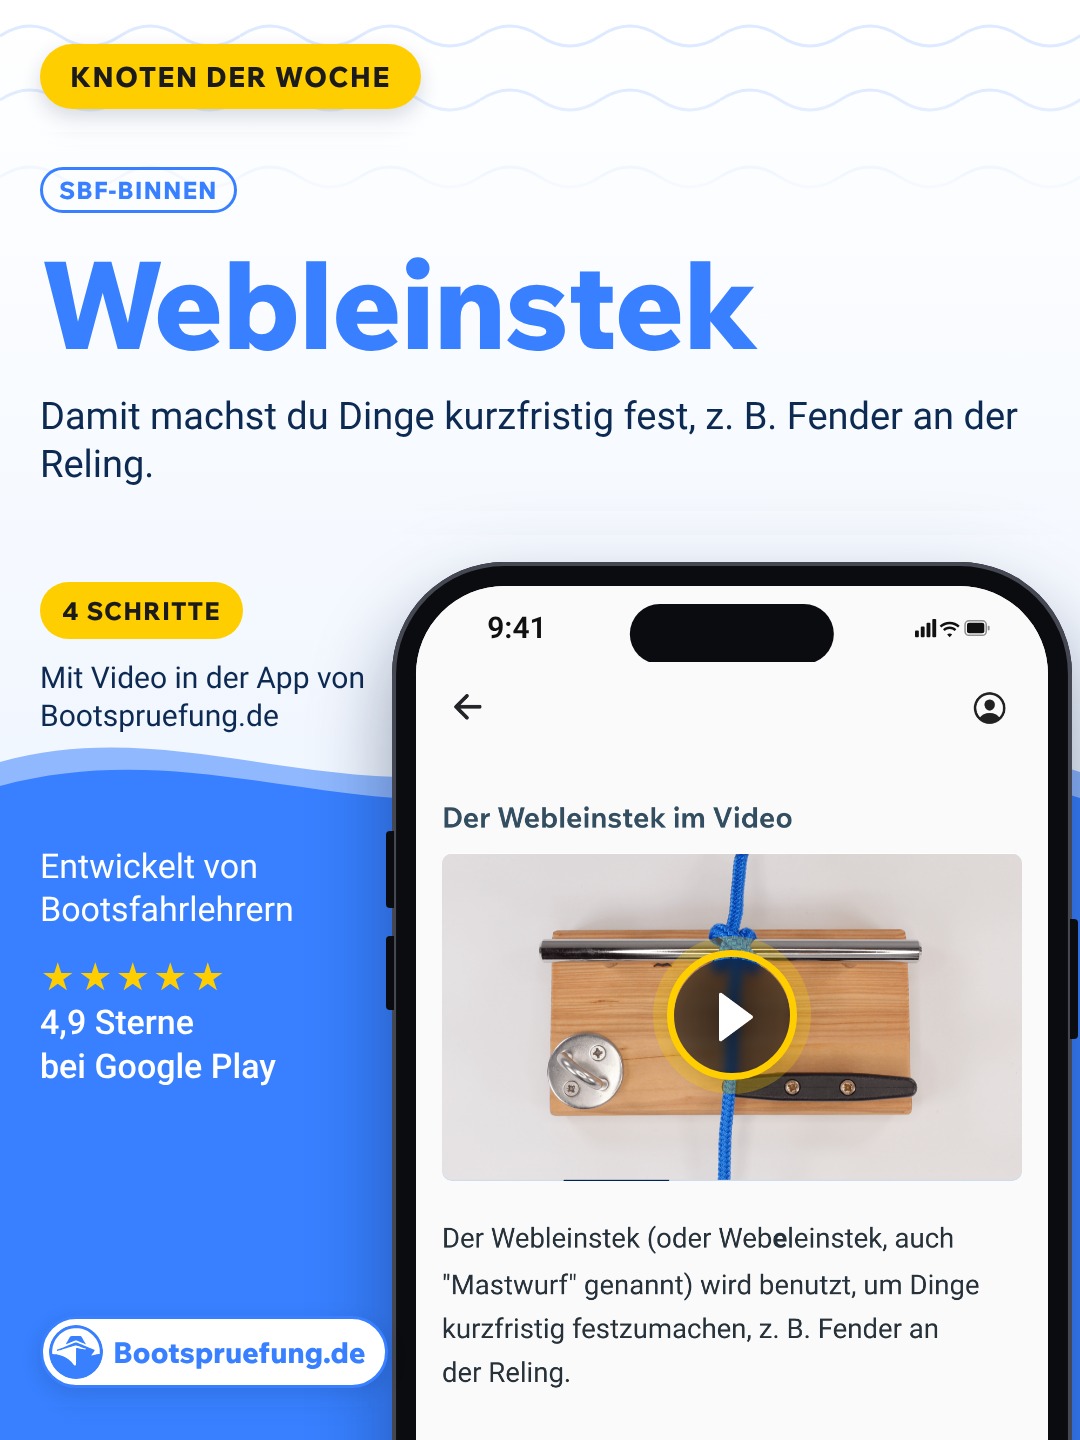 KNOTEN DER WOCHE
SBF-BINNEN
Webleinstek
Damit machst du Dinge kurzfristig fest, z. B. Fender an der
Reling.
4 SCHRITTE
Mit Video in der App von
Bootspruefung.de
Entwickelt von
Bootsfahrlehrern
★★★★★
4,9 Sterne
bei Google Play
Bootspruefung.de
9:41
Der Webleinstek im Video
Der Webleinstek (oder Webeleinstek, auch
"Mastwurf" genannt) wird benutzt, um Dinge
kurzfristig festzumachen, z. B. Fender an
der Reling.